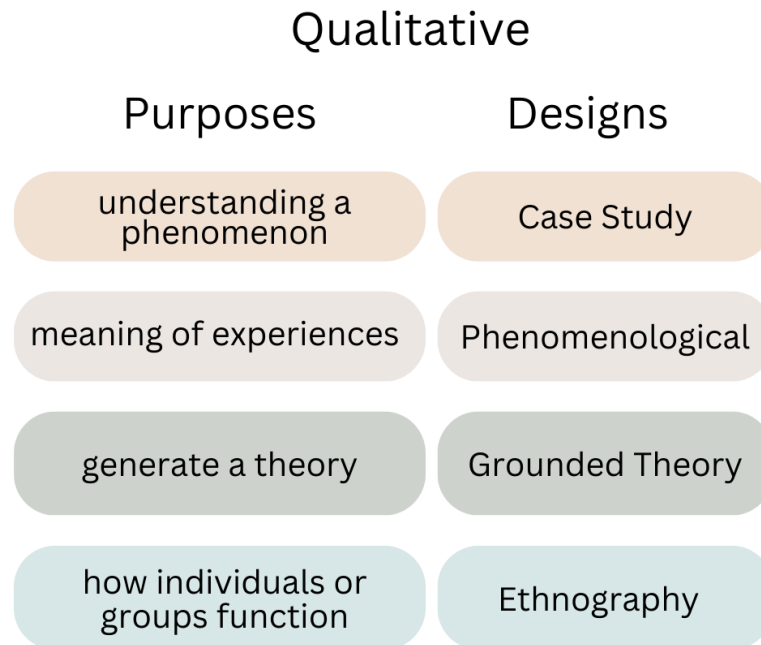 Qualitative
Purposes
Designs
understanding a
phenomenon
Case Study
meaning of experiences
Phenomenological
generate a theory
Grounded Theory
how individuals or
groups function
Ethnography